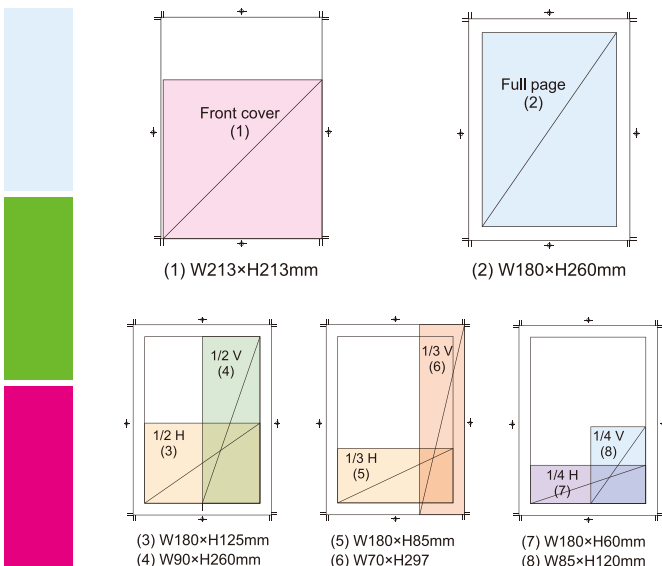 Front cover
(1)
Full page
(2)
(1) W213×H213mm
(2) W180×H260mm
1/2 V
(4)
1/2 H
(3)
1/3 V
(6)
1/3 H
(5)
1/4 V
(8)
1/4 H
(7)
(3) W180×H125mm
(4) W90×H260mm
(5) W180×H85mm
(6) W70×H297
(7) W180×H60mm
(8) W85×H120mm